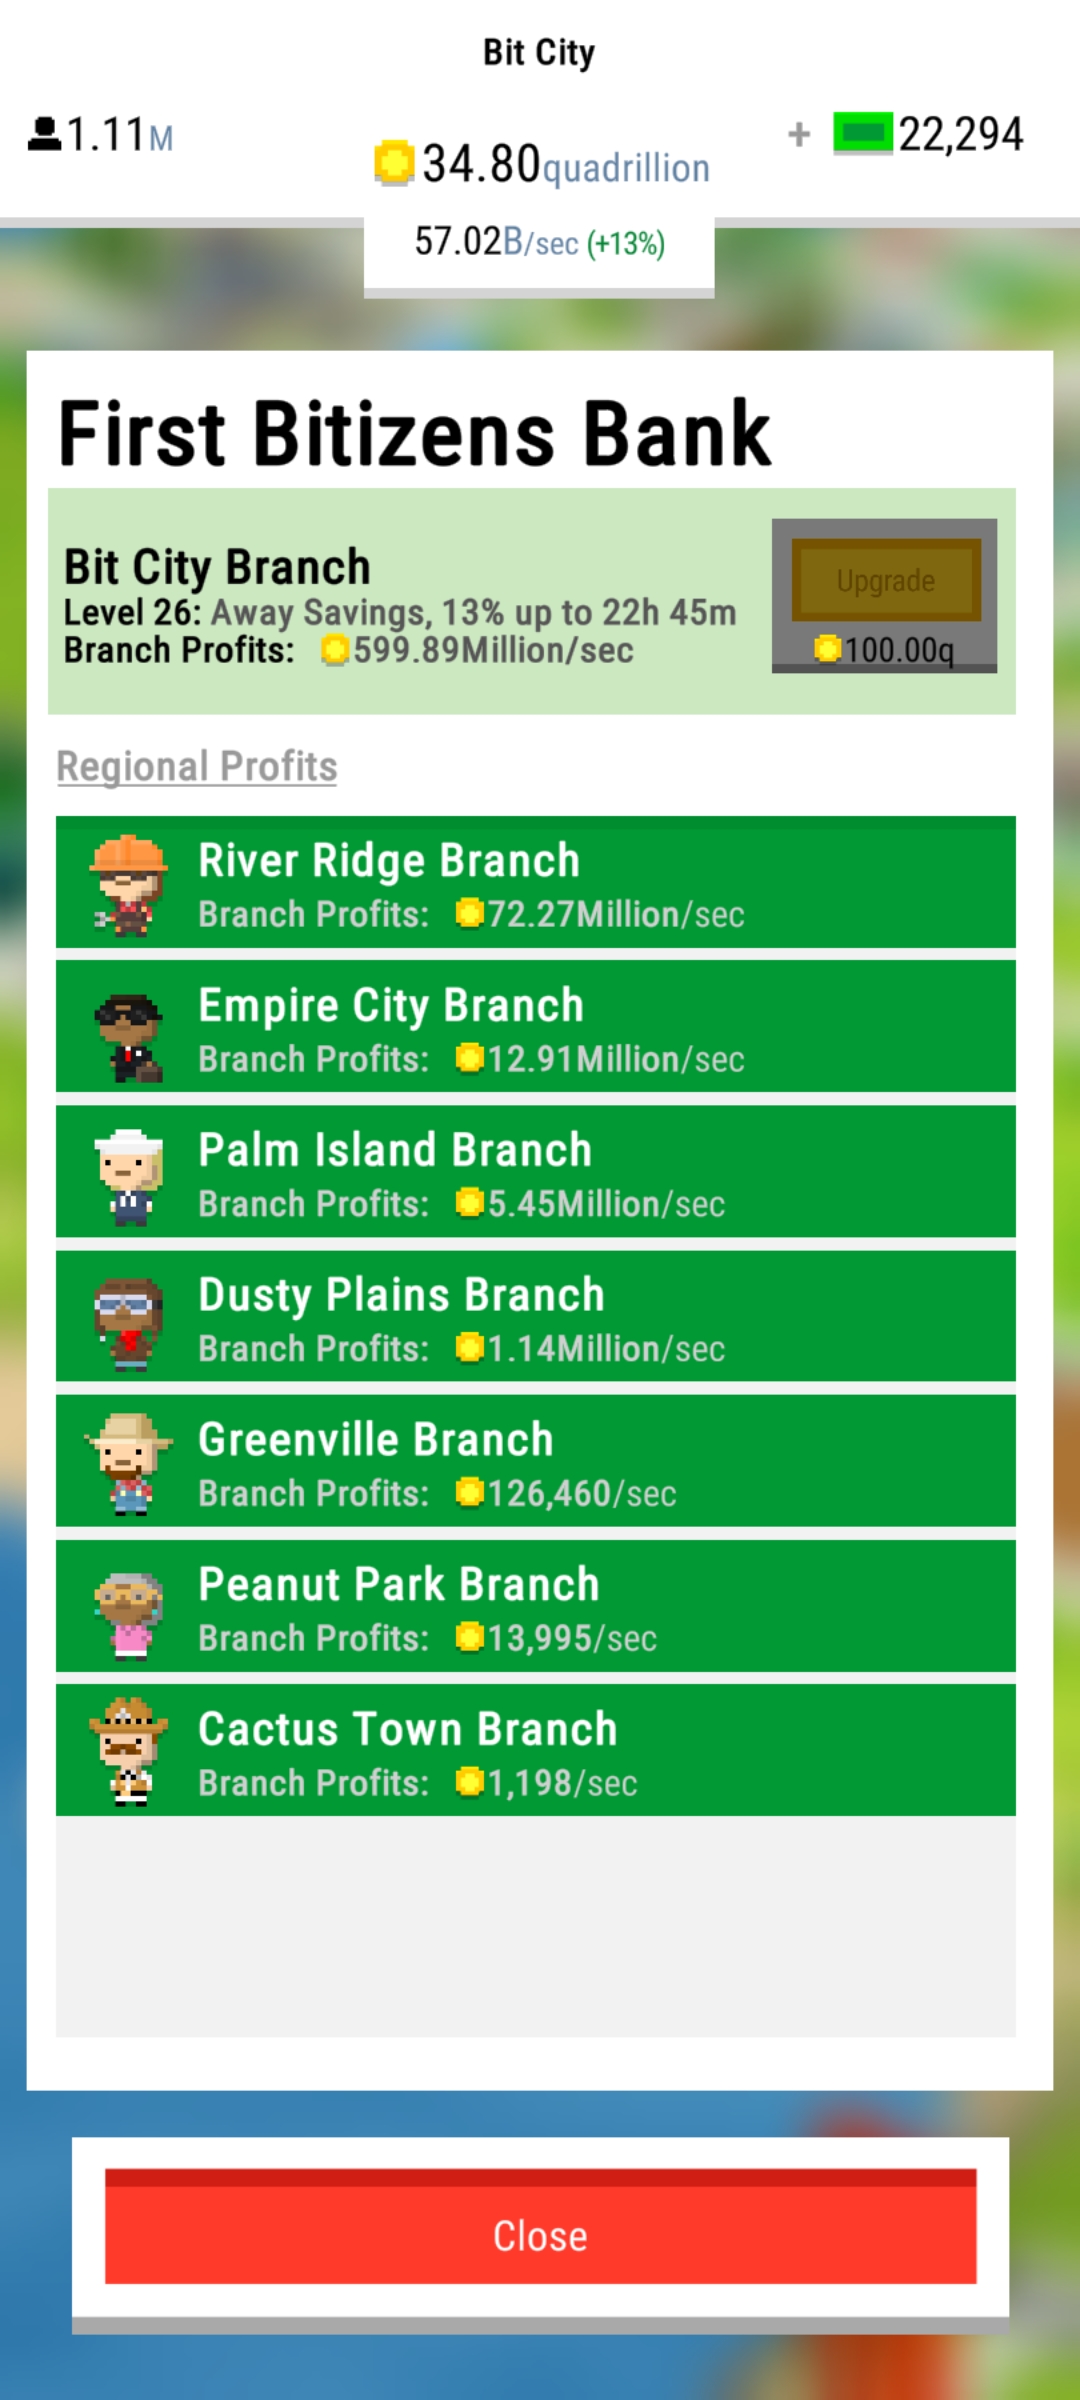 Bit City
1.11M
+ 22,294
34.80quadrillion
57.02B/sec (+13%)
First Bitizens Bank
Bit City Branch
Level 26: Away Savings, 13% up to 22h 45m
Branch Profits: 599.89Million/sec
Upgrade
100.00q
Regional Profits
River Ridge Branch
Branch Profits: 72.27Million/sec
Empire City Branch
Branch Profits: 12.91Million/sec
Palm Island Branch
Branch Profits: 5.45Million/sec
Dusty Plains Branch
Branch Profits: 1.14Million/sec
Greenville Branch
Branch Profits: 126,460/sec
Peanut Park Branch
Branch Profits: 13,995/sec
Cactus Town Branch
Branch Profits: 1,198/sec
Close